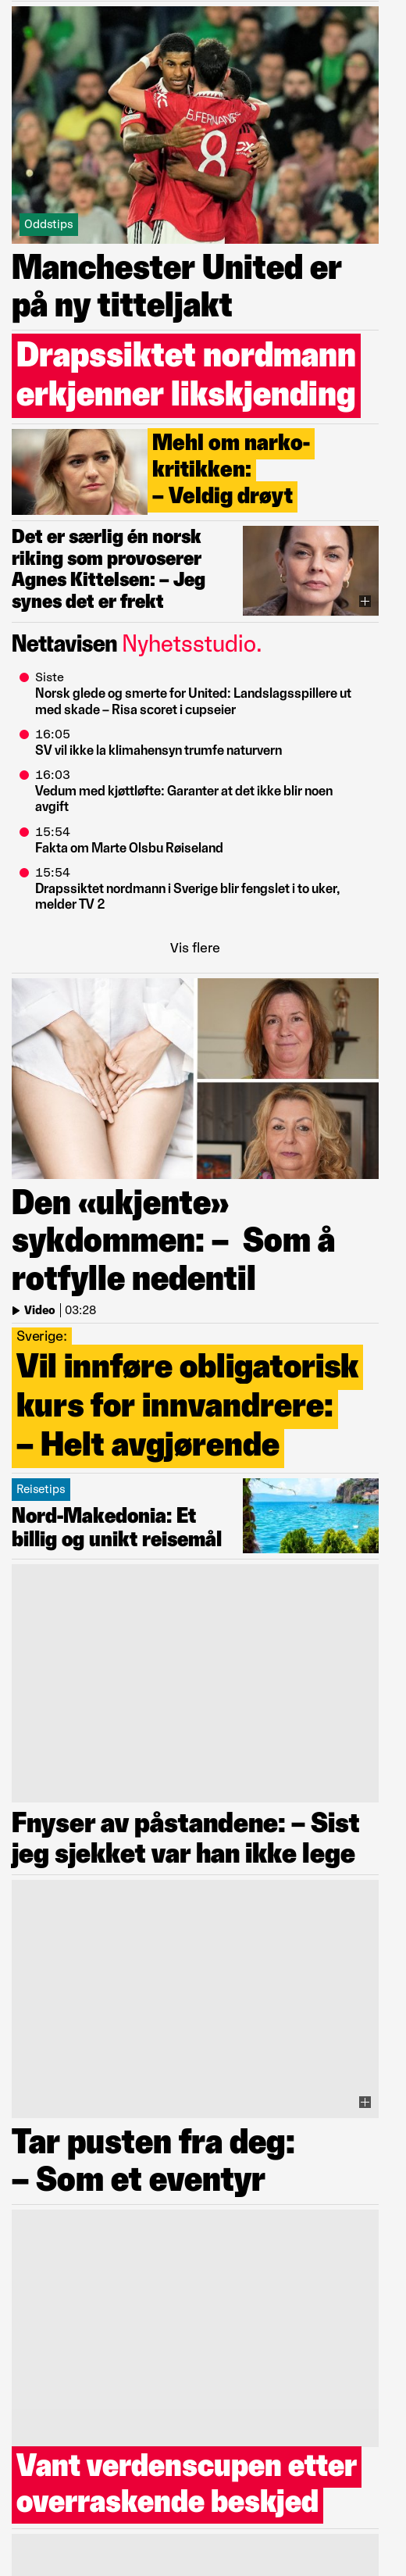 B.FERNANDES
8
Oddstips
Manchester United er
på ny titteljakt
Drapssiktet nordmann
erkjenner likskjending
Mehl om narko-
kritikken:
– Veldig drøyt
Det er særlig én norsk
riking som provoserer
Agnes Kittelsen: – Jeg
synes det er frekt
Nettavisen Nyhetsstudio.
Siste
Norsk glede og smerte for United: Landslagsspillere ut
med skade – Risa scoret i cupseier
16:05
SV vil ikke la klimahensyn trumfe naturvern
16:03
Vedum med kjøttløfte: Garanter at det ikke blir noen
avgift
15:54
Fakta om Marte Olsbu Røiseland
15:54
Drapssiktet nordmann i Sverige blir fengslet i to uker,
melder TV 2
Vis flere
Den «ukjente»
sykdommen: – Som å
rotfylle nedentil
Video | 03:28
Sverige:
Vil innføre obligatorisk
kurs for innvandrere:
– Helt avgjørende
Reisetips
Nord-Makedonia: Et
billig og unikt reisemål
Fnyser av påstandene: – Sist
jeg sjekket var han ikke lege
Tar pusten fra deg:
– Som et eventyr
Vant verdenscupen etter
overraskende beskjed